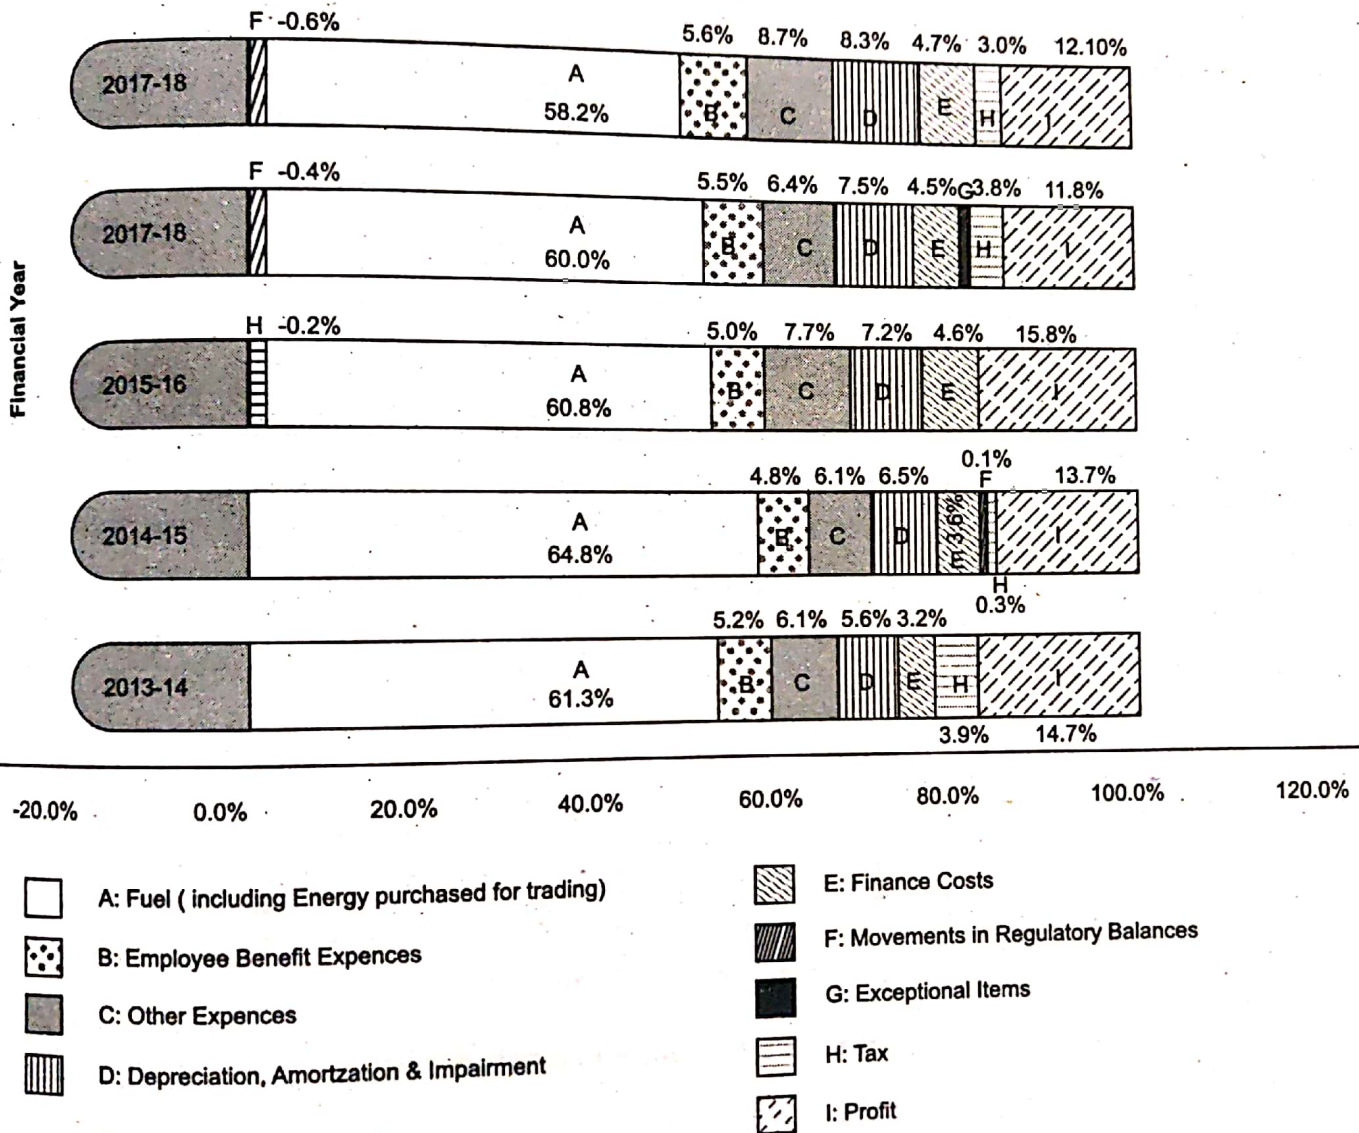 F -0.6%
5.6% 8.7% 8.3% 4.7% 3.0% 12.10%
2017-18 A B C D E H I
58.2%
F -0.4%
5.5% 6.4% 7.5% 4.5% G 3.8% 11.8%
2017-18 A B C D E H I
60.0%
Financial Year
H -0.2%
5.0% 7.7% 7.2% 4.6% 15.8%
2015-16 A B C D E I
60.8%
0.1%
4.8% 6.1% 6.5% F 13.7%
2014-15 A B C D E 3.6% I
64.8%
H
0.3%
5.2% 6.1% 5.6% 3.2%
2013-14 A B C D E H I
61.3%
3.9% 14.7%
-20.0% 0.0% 20.0% 40.0% 60.0% 80.0% 100.0% 120.0%
A: Fuel ( including Energy purchased for trading)
B: Employee Benefit Expences
C: Other Expences
D: Depreciation, Amortzation & Impairment
E: Finance Costs
F: Movements in Regulatory Balances
G: Exceptional Items
H: Tax
I: Profit